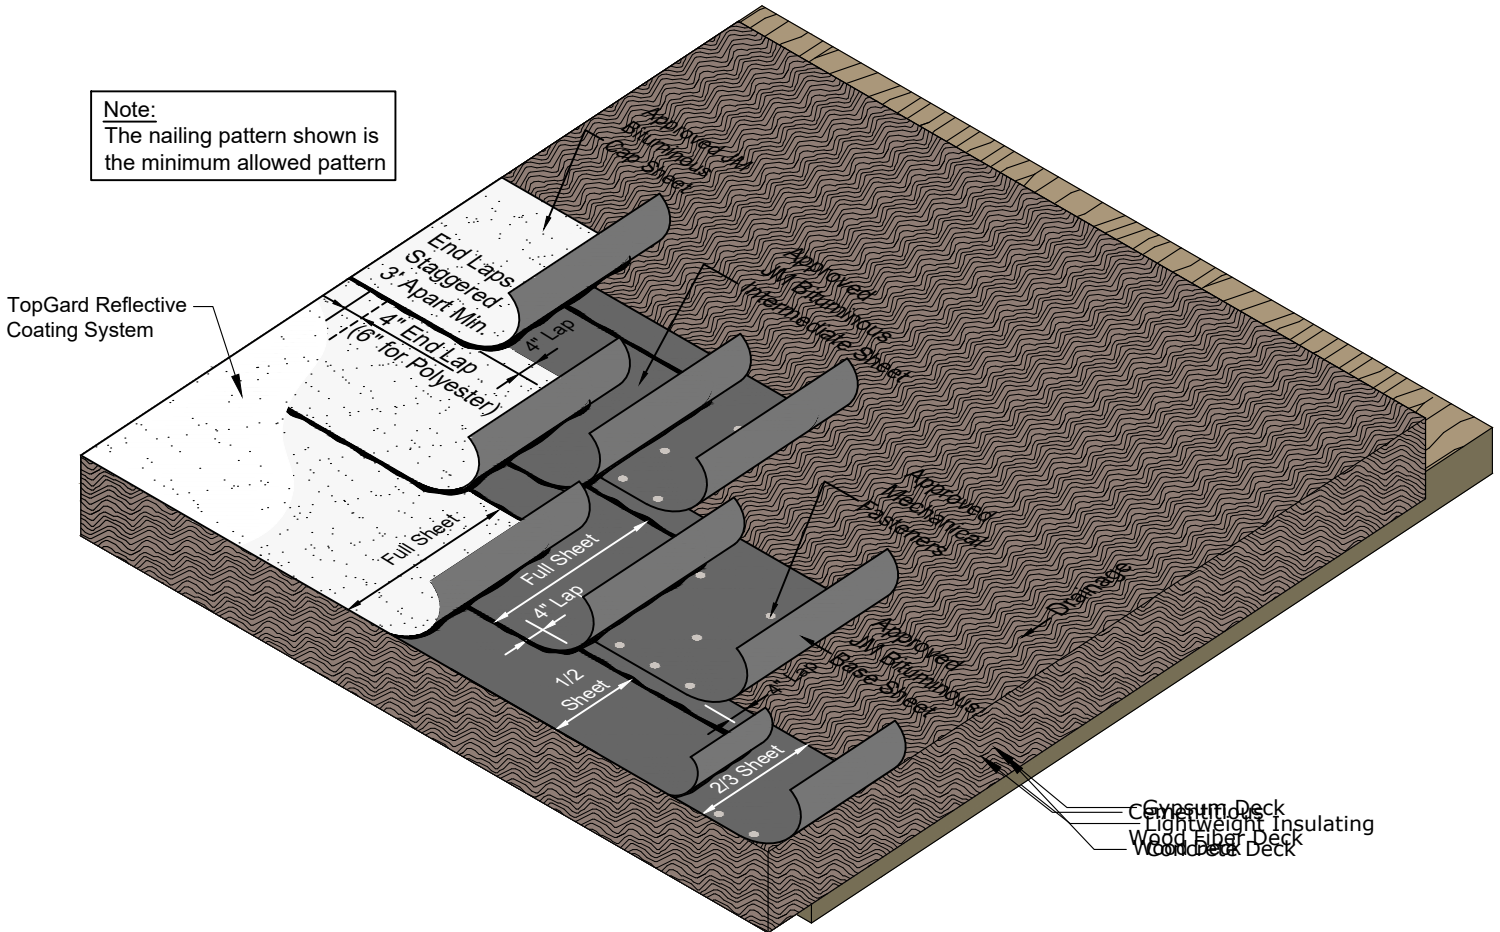 Note:
The nailing pattern shown is
the minimum allowed pattern
Approved JM
Bituminous
Cap Sheet
End Laps
Staggered
3' Apart Min.
TopGard Reflective
Coating System
4" End Lap
(6" for Polyester)
4" Lap
Approved
JM Bituminous
Intermediate Sheet
Full Sheet
Full Sheet
4" Lap
Approved
Mechanical
Fasteners
Drainage
Approved
JM Bituminous
Base Sheet
4" Lap
1/2
Sheet
2/3 Sheet
Gypsum Deck
Cementitious
Wood Fiber Deck
Lightweight Insulating
Concrete Deck
Wood Deck